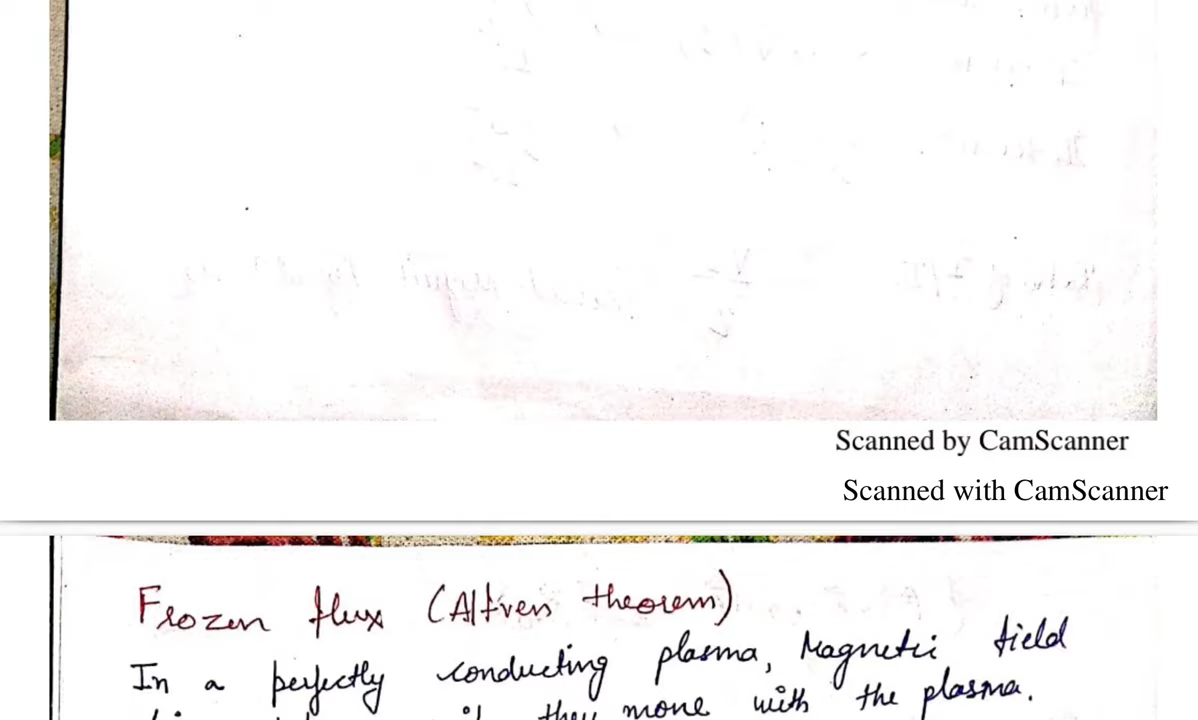 Scanned by CamScanner
Scanned with CamScanner
Frozen flux (Alfven theorem)
In a perfectly conducting plasma, Magnetic field
they move with the plasma.